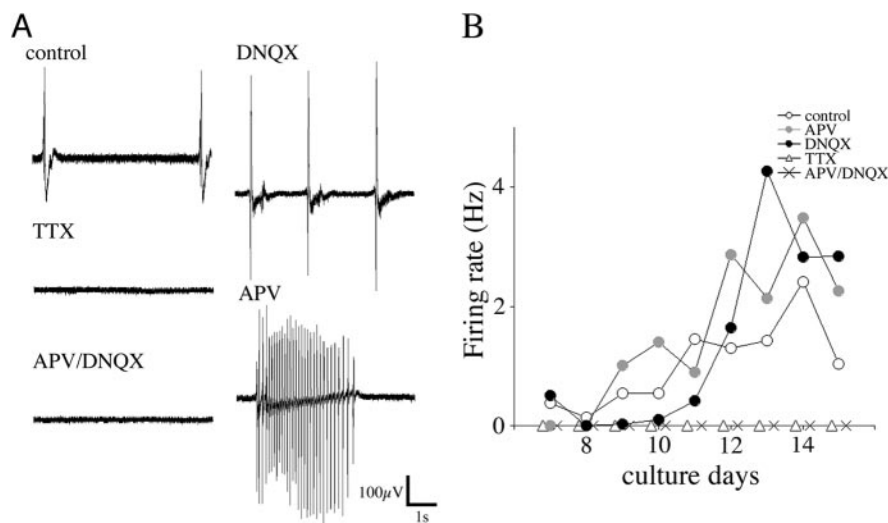 A
control
DNQX
TTX
APV
APV/DNQX
100μV
1s
B
control
APV
DNQX
TTX
APV/DNQX
Firing rate (Hz)
4
2
0
8 10 12 14
culture days